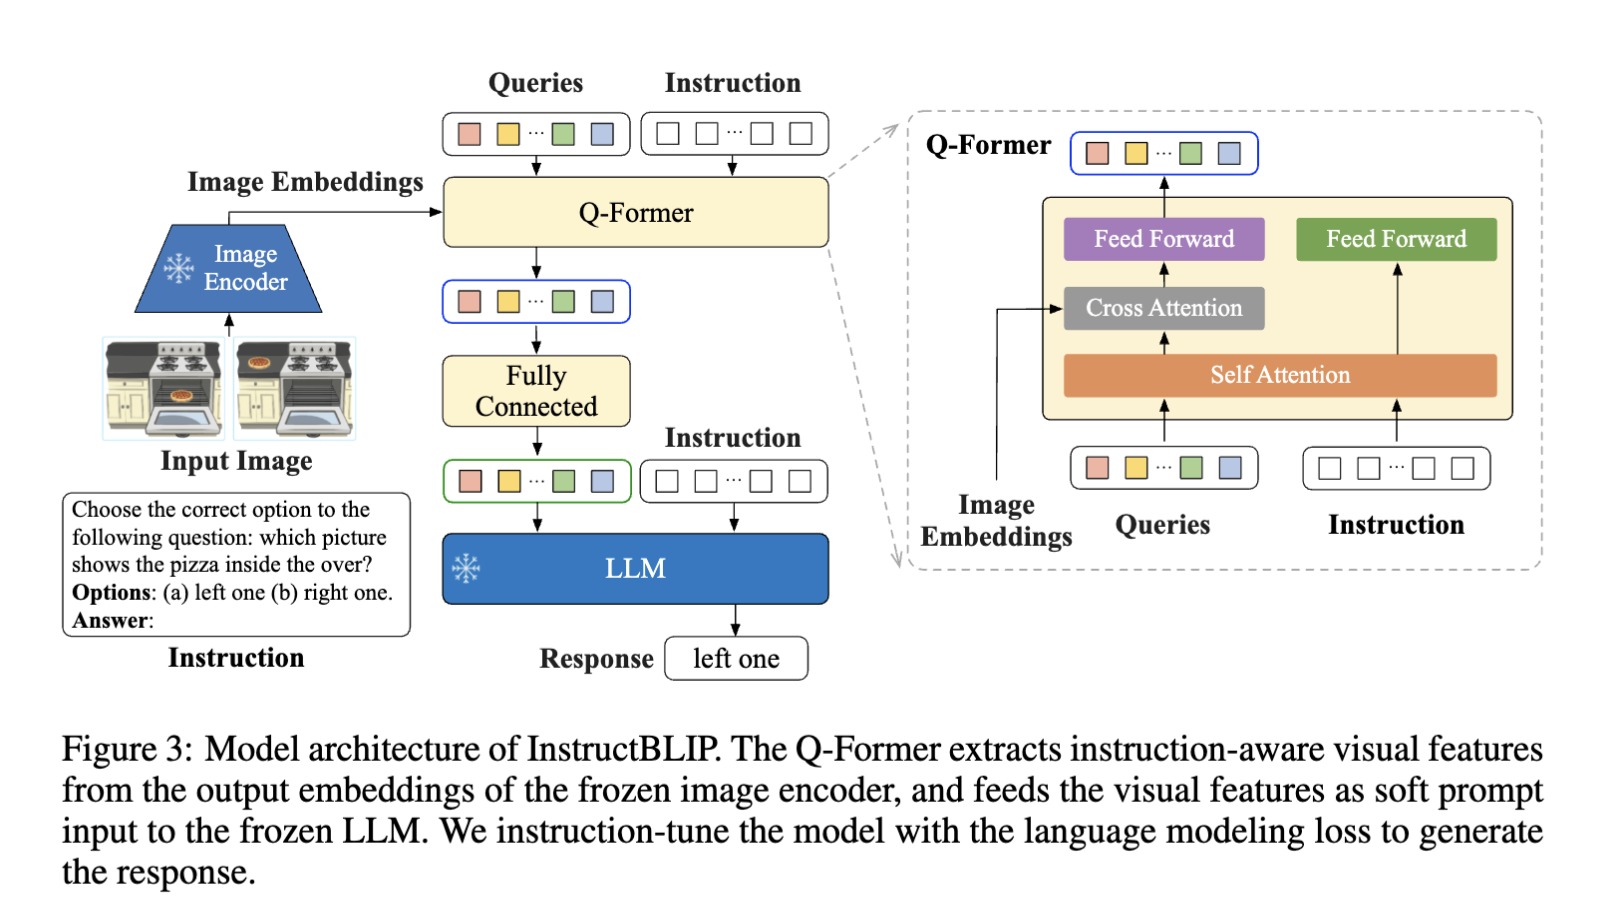 Queries
Instruction
Image Embeddings
Q-Former
Image
Encoder
Fully
Connected
Input Image
Instruction
Choose the correct option to the
following question: which picture
shows the pizza inside the over?
Options: (a) left one (b) right one.
Answer:
Instruction
LLM
Response
left one
Q-Former
Feed Forward
Feed Forward
Cross Attention
Self Attention
Image
Embeddings
Queries
Instruction
Figure 3: Model architecture of InstructBLIP. The Q-Former extracts instruction-aware visual features
from the output embeddings of the frozen image encoder, and feeds the visual features as soft prompt
input to the frozen LLM. We instruction-tune the model with the language modeling loss to generate
the response.